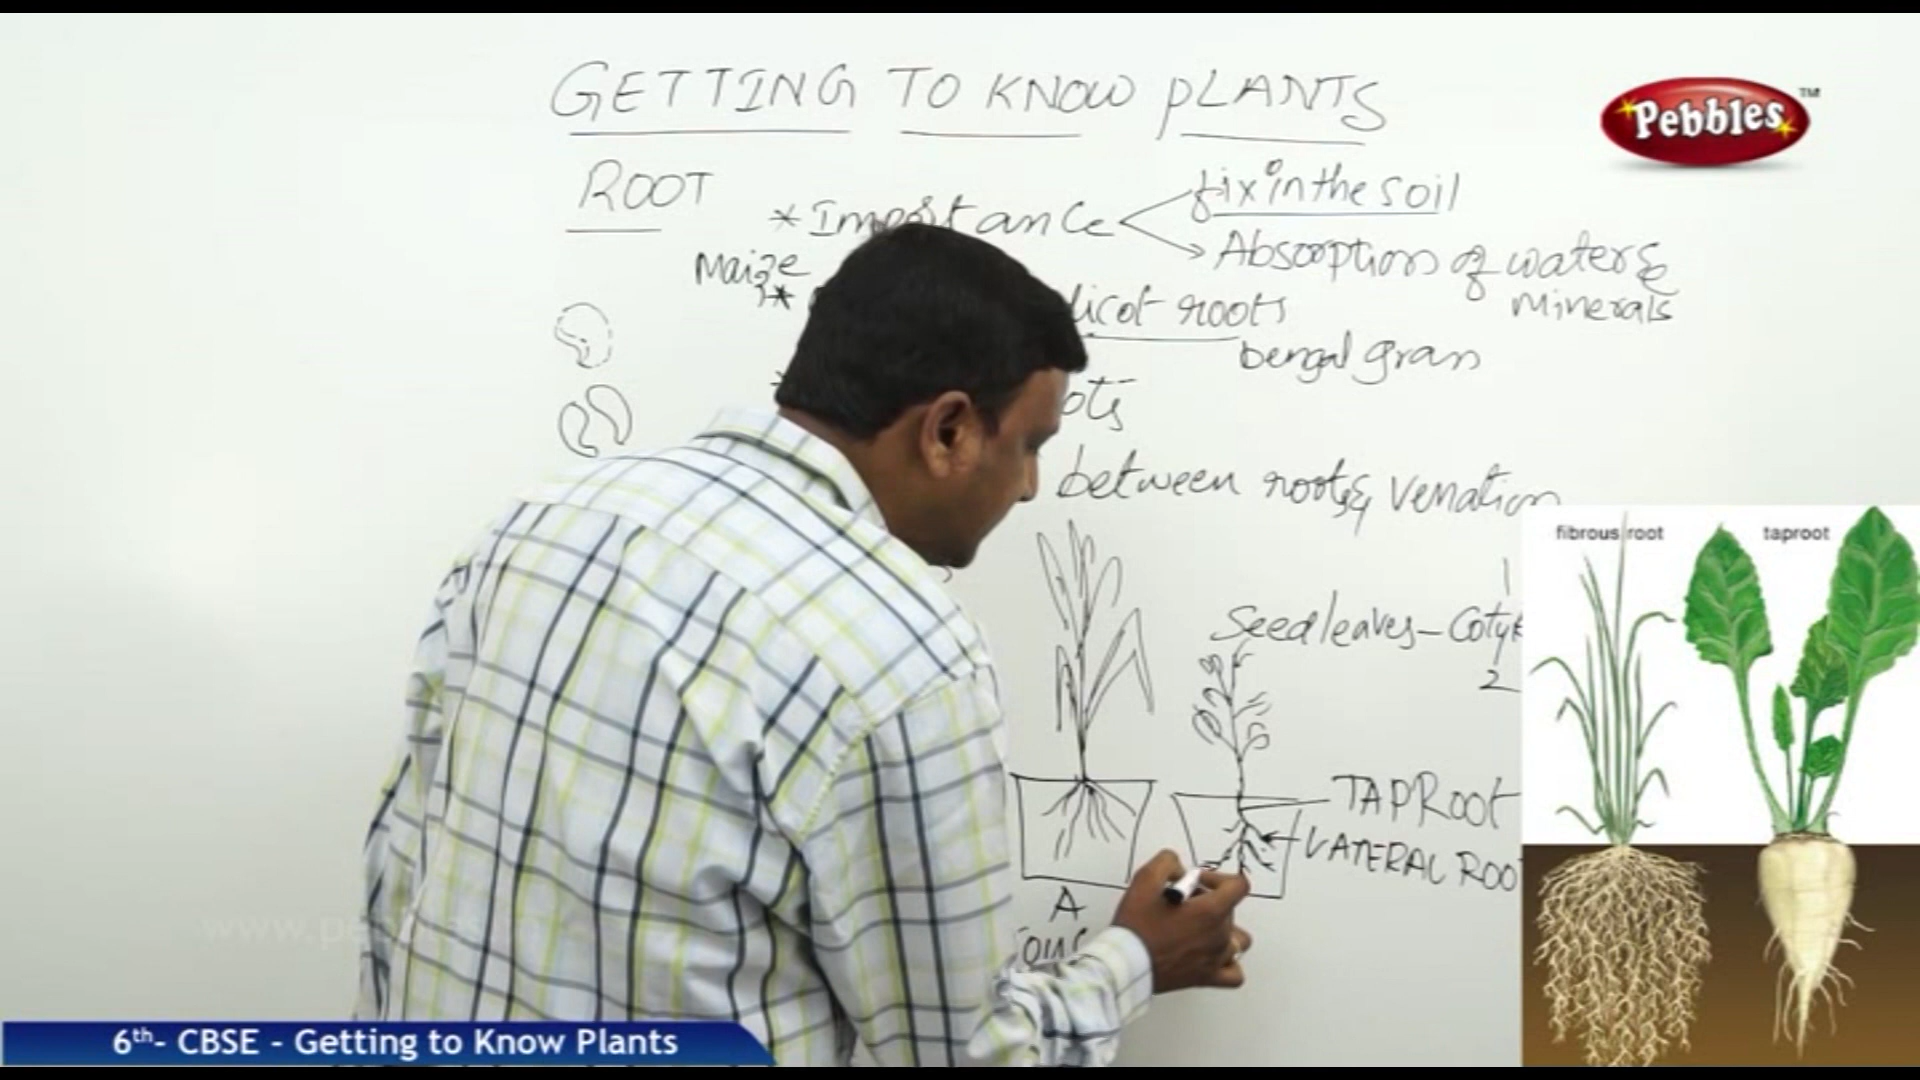 GETTING TO KNOW PLANTS
Pebbles TM
ROOT
* Importance
fix in the soil
Absorption of water &
minerals
Maize
* dicot roots
bengal gram
between roots & venation
fibrous root
taproot
1
Seed leaves -
2
TAPROOT
LATERAL ROO
A
6th- CBSE - Getting to Know Plants